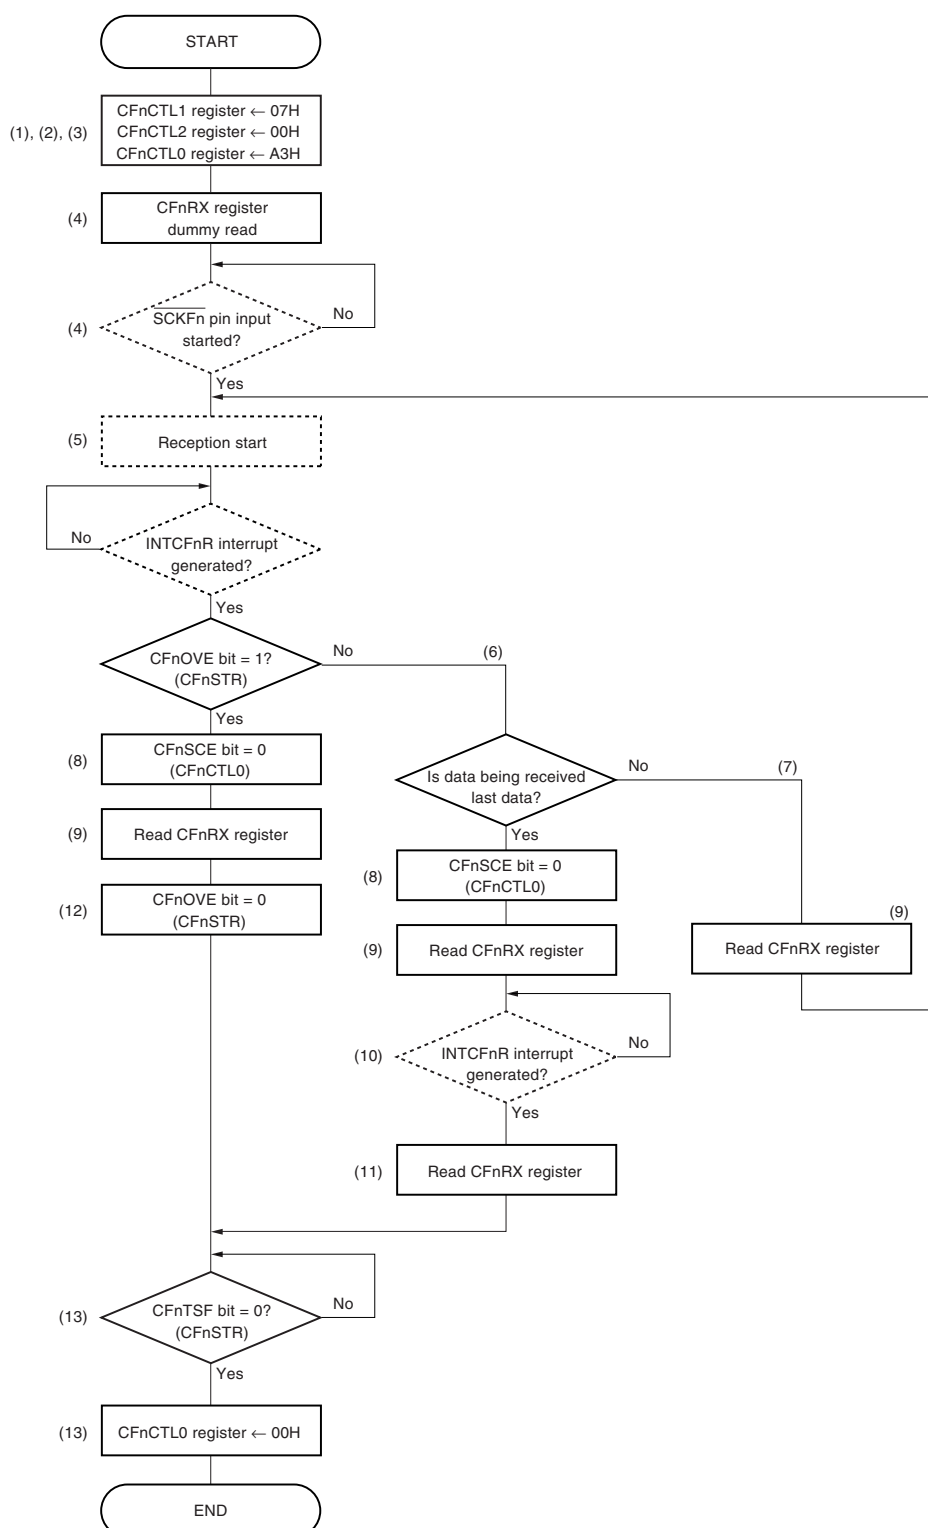 START
(1), (2), (3)
CFnCTL1 register ← 07H
CFnCTL2 register ← 00H
CFnCTL0 register ← A3H
(4)
CFnRX register
dummy read
(4)
SCKFn pin input
started?
No
Yes
(5)
Reception start
No
INTCFnR interrupt
generated?
Yes
CFnOVE bit = 1?
(CFnSTR)
No
(6)
Yes
(8)
CFnSCE bit = 0
(CFnCTL0)
Is data being received
last data?
No
(7)
Yes
(9)
Read CFnRX register
(8)
CFnSCE bit = 0
(CFnCTL0)
(12)
CFnOVE bit = 0
(CFnSTR)
(9)
Read CFnRX register
(9)
Read CFnRX register
(10)
INTCFnR interrupt
generated?
No
Yes
(11)
Read CFnRX register
(13)
CFnTSF bit = 0?
(CFnSTR)
No
Yes
(13)
CFnCTL0 register ← 00H
END